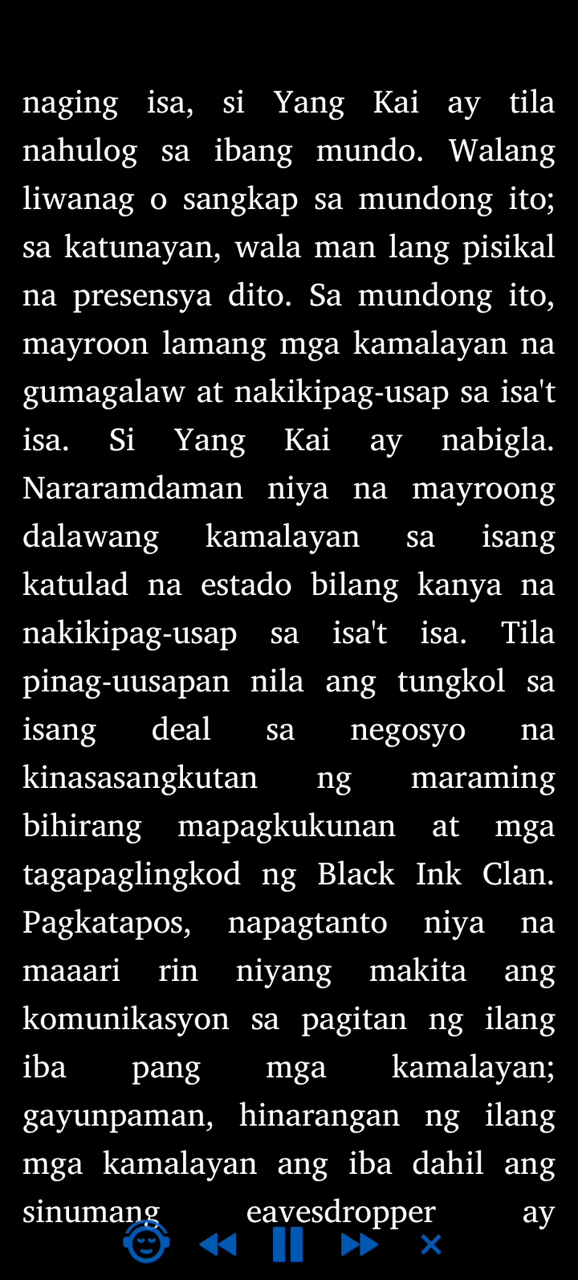 naging isa, si Yang Kai ay tila
nahulog sa ibang mundo. Walang
liwanag o sangkap sa mundong ito;
sa katunayan, wala man lang pisikal
na presensya dito. Sa mundong ito,
mayroon lamang mga kamalayan na
gumagalaw at nakikipag-usap sa isa't
isa. Si Yang Kai ay nabigla.
Nararamdaman niya na mayroong
dalawang kamalayan sa isang
katulad na estado bilang kanya na
nakikipag-usap sa isa't isa. Tila
pinag-uusapan nila ang tungkol sa
isang deal sa negosyo na
kinasasangkutan ng maraming
bihirang mapagkukunan at mga
tagapaglingkod ng Black Ink Clan.
Pagkatapos, napagtanto niya na
maaari rin niyang makita ang
komunikasyon sa pagitan ng ilang
iba pang mga kamalayan;
gayunpaman, hinarangan ng ilang
mga kamalayan ang iba dahil ang
sinumang eavesdropper ay